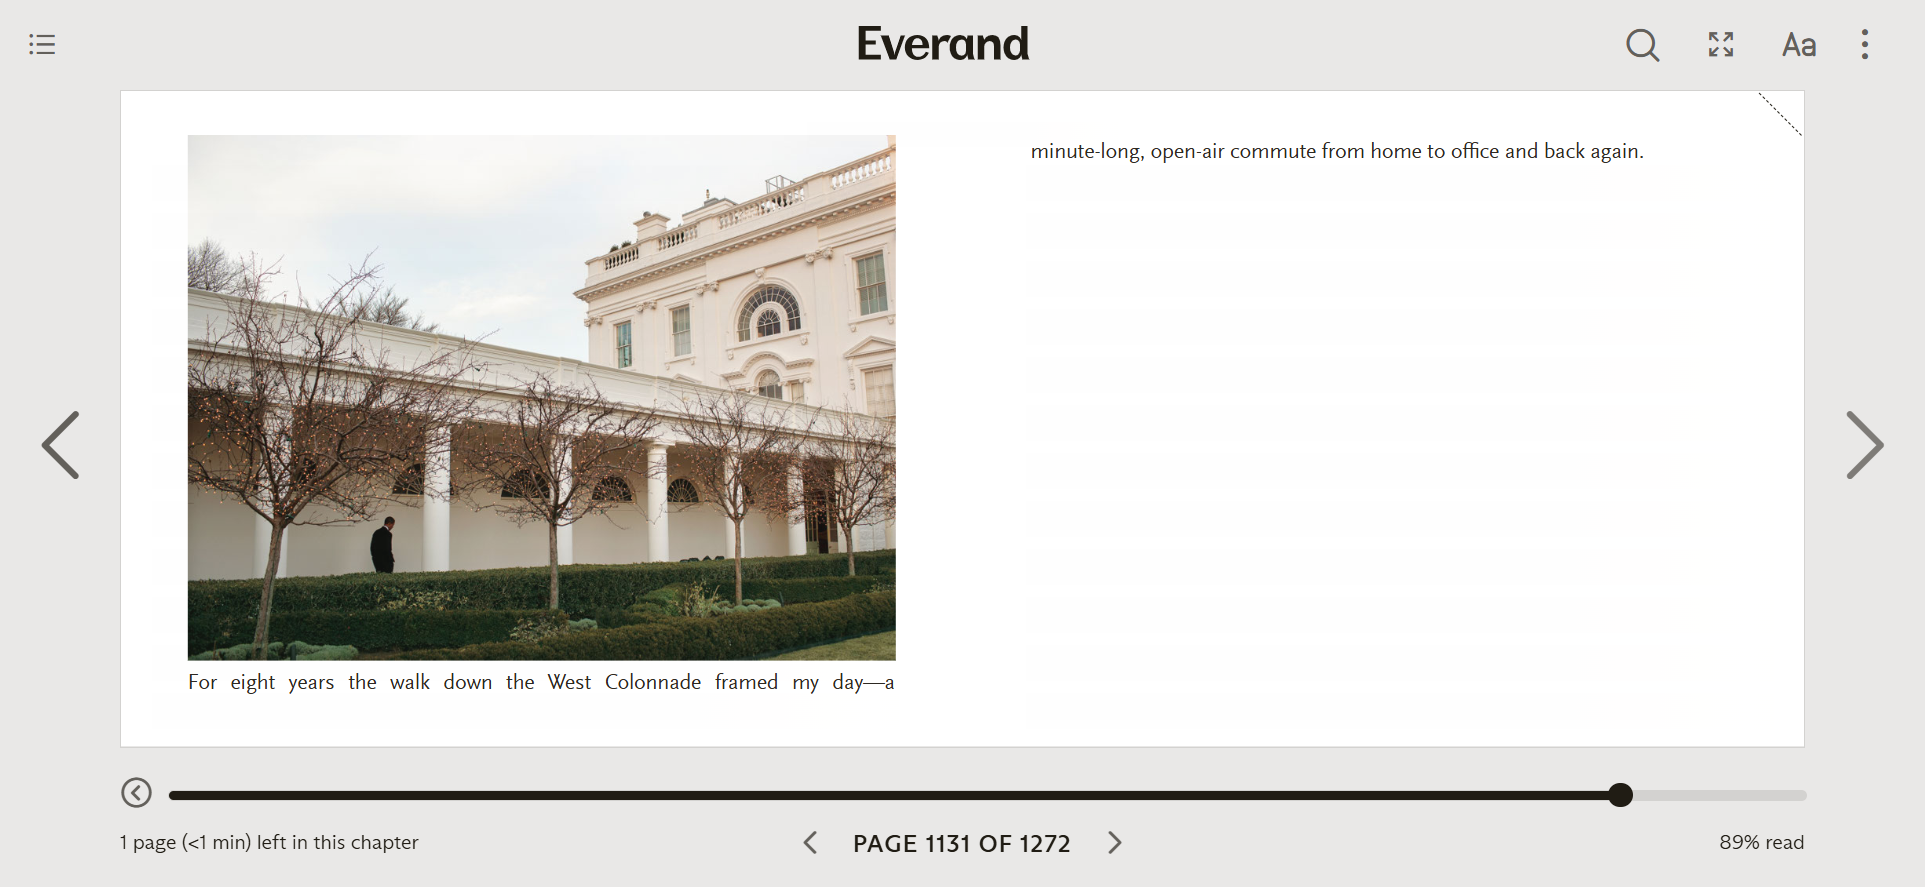 Everand
Aa
For eight years the walk down the West Colonnade framed my day—a
minute-long, open-air commute from home to office and back again.
1 page (<1 min) left in this chapter
PAGE 1131 OF 1272
89% read